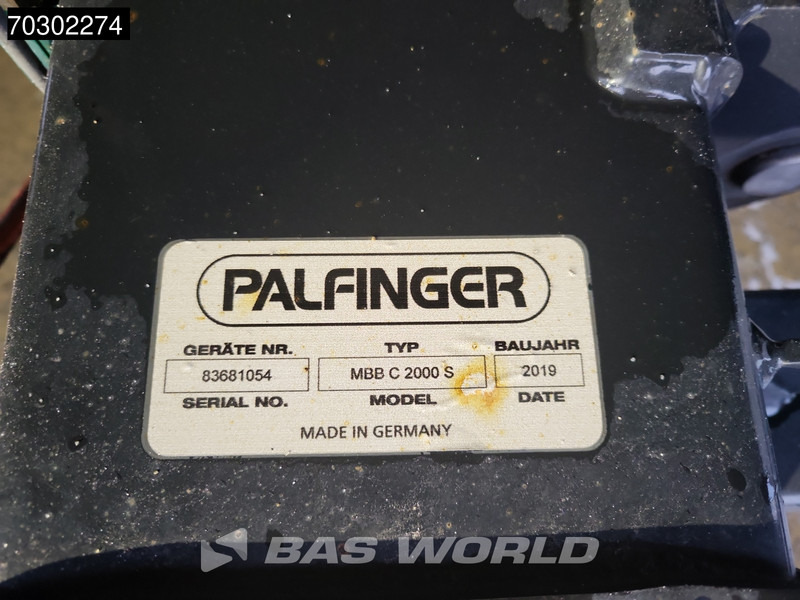 70302274
PALFINGER
GERÄTE NR. TYP BAUJAHR
83681054 MBB C 2000 S 2019
SERIAL NO. MODEL DATE
MADE IN GERMANY
BAS WORLD